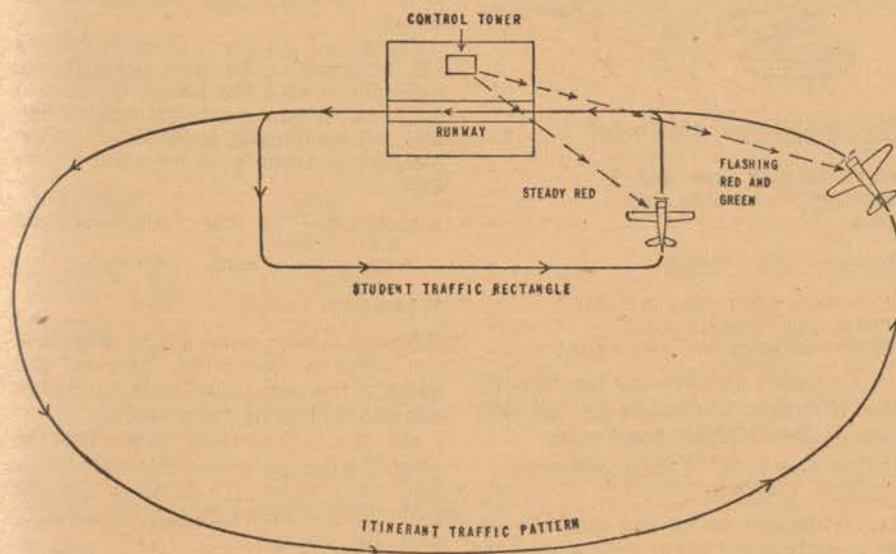 CONTROL TOWER
RUNWAY
STEADY RED
FLASHING
RED AND
GREEN
STUDENT TRAFFIC RECTANGLE
ITINERANT TRAFFIC PATTERN